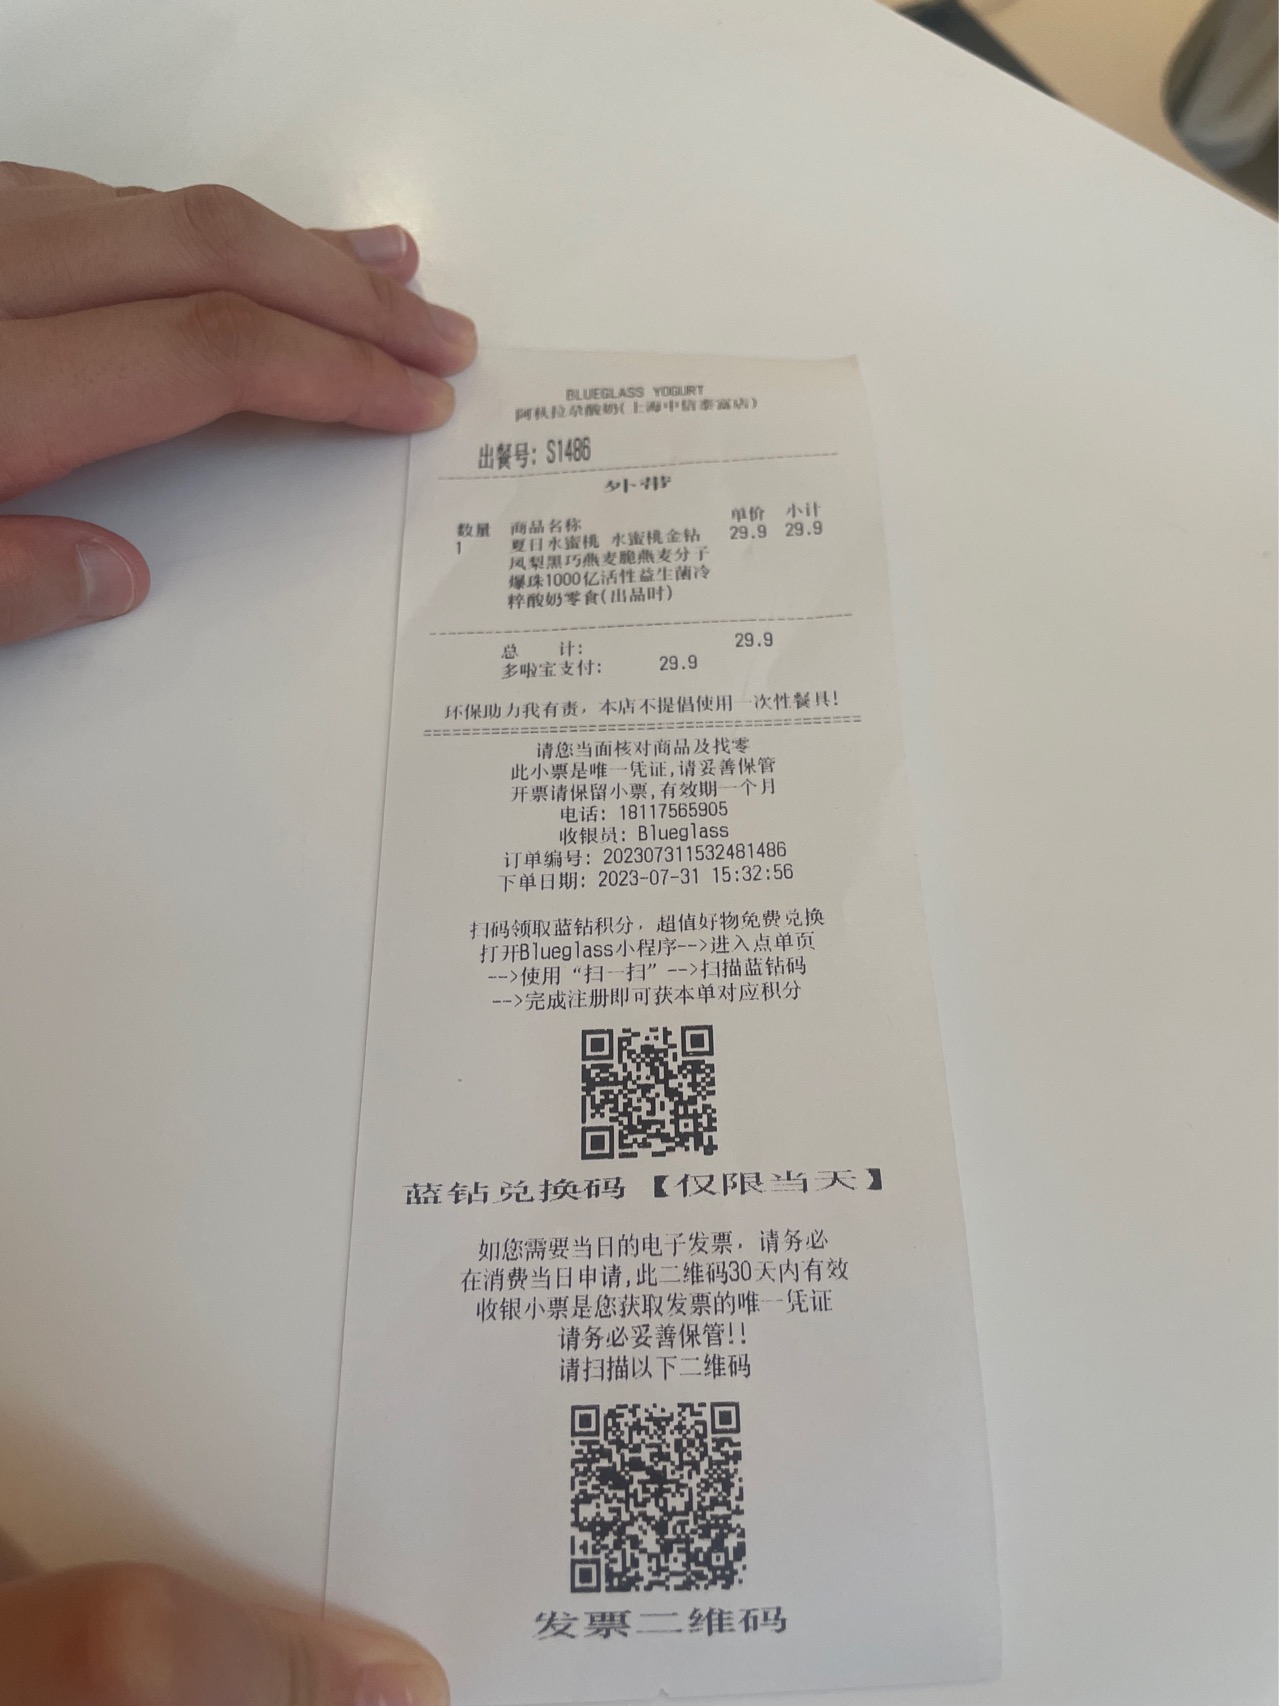 BLUEGLASS YOGURT
阿秋拉尕酸奶(上海中信泰富店)
出餐号: S1486
外带
数量 商品名称 单价 小计
1 夏日水蜜桃 水蜜桃金钻 29.9 29.9
凤梨黑巧燕麦脆燕麦分子
爆珠1000亿活性益生菌冷
粹酸奶零食(出品时)
总 计: 29.9
多啦宝支付: 29.9
环保助力我有责，本店不提倡使用一次性餐具!
请您当面核对商品及找零
此小票是唯一凭证,请妥善保管
开票请保留小票,有效期一个月
电话: 18117565905
收银员: Blueglass
订单编号: 202307311532481486
下单日期: 2023-07-31 15:32:56
扫码领取蓝钻积分，超值好物免费兑换
打开Blueglass小程序-->进入点单页
-->使用“扫一扫”-->扫描蓝钻码
-->完成注册即可获本单对应积分
蓝钻兑换码【仅限当天】
如您需要当日的电子发票，请务必
在消费当日申请,此二维码30天内有效
收银小票是您获取发票的唯一凭证
请务必妥善保管!!
请扫描以下二维码
发票二维码